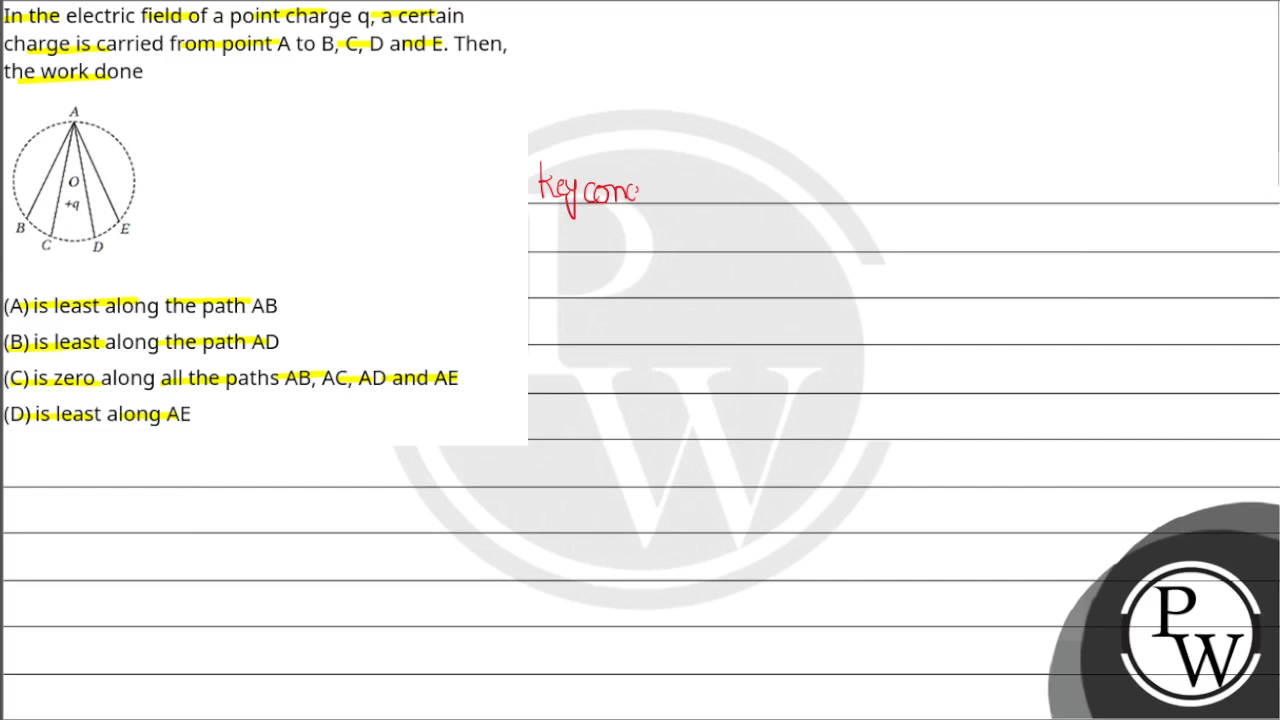 In the electric field of a point charge q, a certain
charge is carried from point A to B, C, D and E. Then,
the work done
A
O
+q
B
E
C
D
(A) is least along the path AB
(B) is least along the path AD
(C) is zero along all the paths AB, AC, AD and AE
(D) is least along AE
Key conc
P
W
P
W